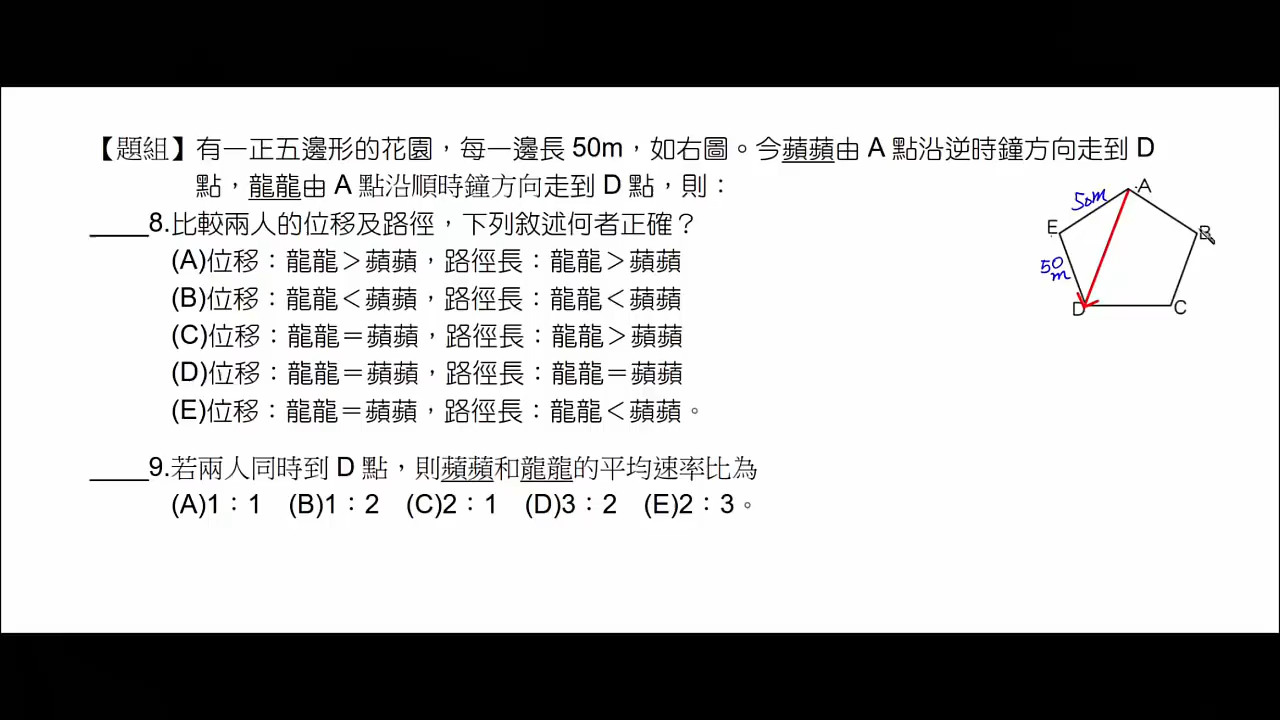 【題組】有一正五邊形的花園，每一邊長 50m，如右圖。今蘋蘋由 A 點沿逆時鐘方向走到 D
點，龍龍由 A 點沿順時鐘方向走到 D 點，則：
____8.比較兩人的位移及路徑，下列敘述何者正確？
(A)位移：龍龍＞蘋蘋，路徑長：龍龍＞蘋蘋
(B)位移：龍龍＜蘋蘋，路徑長：龍龍＜蘋蘋
(C)位移：龍龍＝蘋蘋，路徑長：龍龍＞蘋蘋
(D)位移：龍龍＝蘋蘋，路徑長：龍龍＝蘋蘋
(E)位移：龍龍＝蘋蘋，路徑長：龍龍＜蘋蘋。
____9.若兩人同時到 D 點，則蘋蘋和龍龍的平均速率比為
(A)1：1 (B)1：2 (C)2：1 (D)3：2 (E)2：3。
A
50m
E
B
50
m
D
C